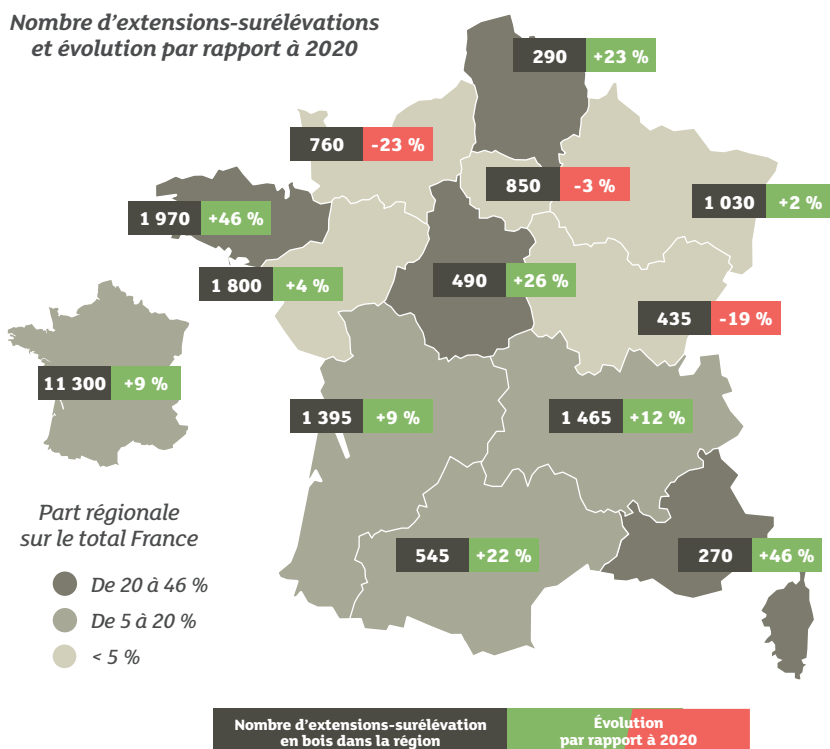 Nombre d'extensions-surélévations
et évolution par rapport à 2020
290 +23 %
760 -23 %
850 -3 %
1 030 +2 %
1 970 +46 %
1 800 +4 %
490 +26 %
435 -19 %
11 300 +9 %
1 395 +9 %
1 465 +12 %
Part régionale
sur le total France
545 +22 %
270 +46 %
De 20 à 46 %
De 5 à 20 %
< 5 %
Nombre d'extensions-surélévation
en bois dans la région
Évolution
par rapport à 2020